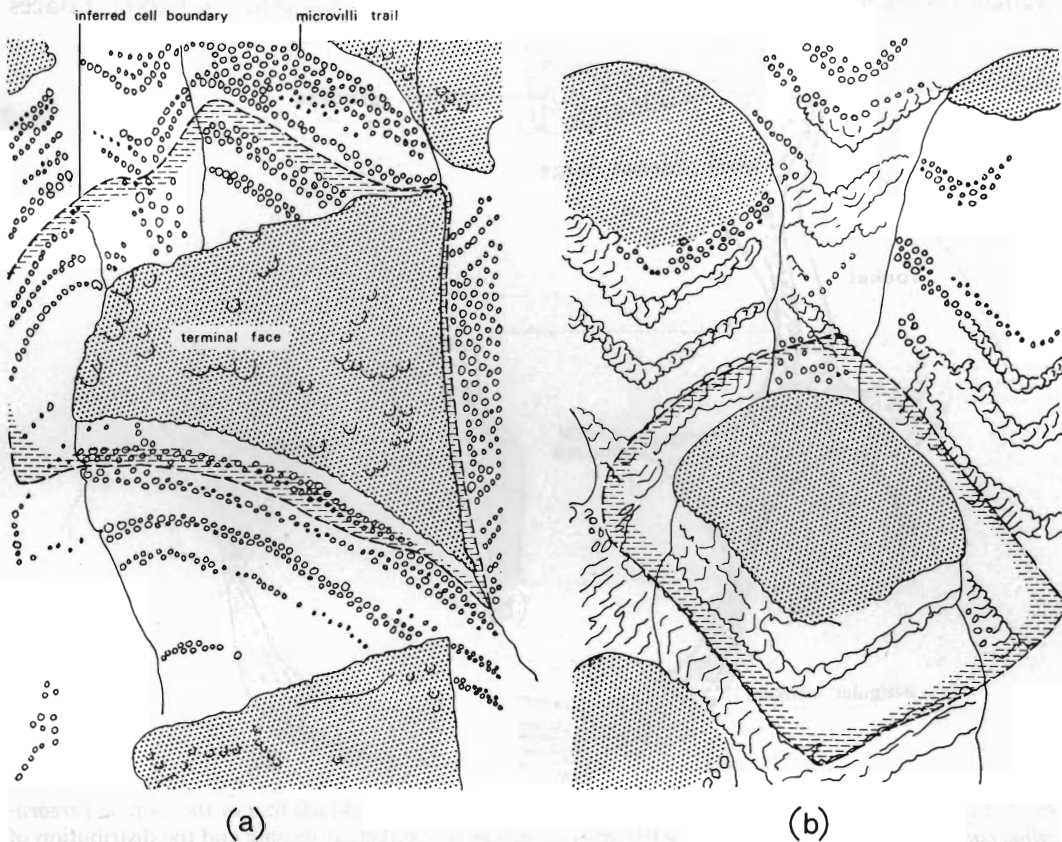 inferred cell boundary microvilli trail
terminal face
(a) (b)